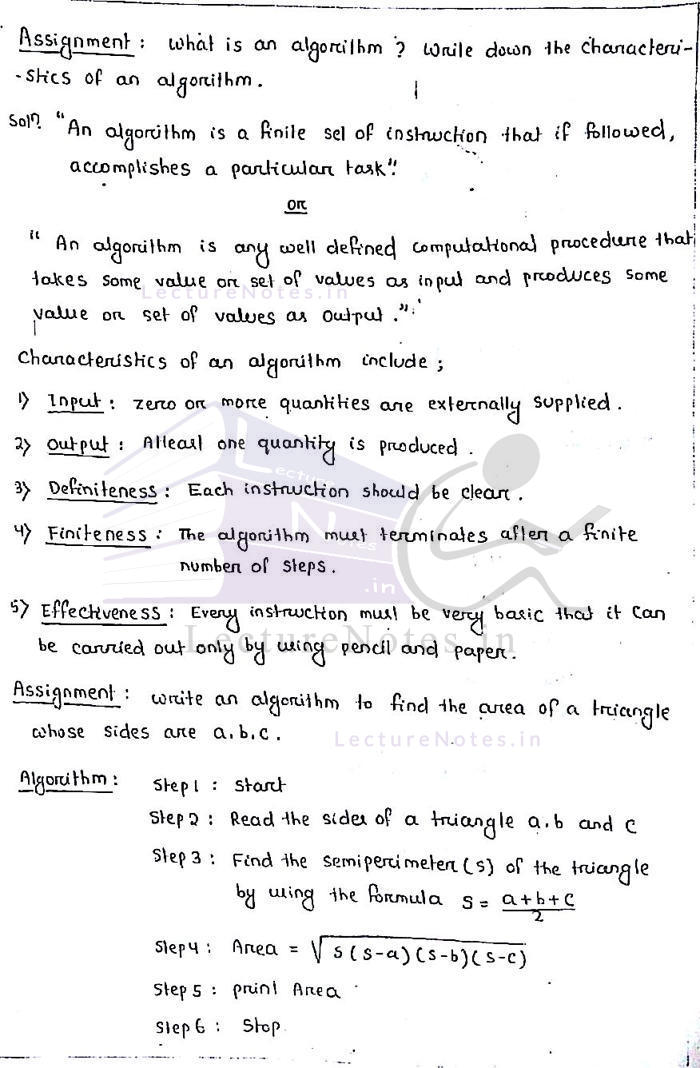 Assignment : What is an algorithm ? Write down the characteri-
-stics of an algorithm.
Solⁿ. "An algorithm is a finite set of instruction that if followed,
accomplishes a particular task".
or
" An algorithm is any well defined computational procedure that
takes some value or set of values as input and produces some
LectureNotes.in
value or set of values as output ."
Characteristics of an algorithm include ;
1) Input : zero or more quantities are externally supplied .
2) Output : Atleast one quantity is produced .
Lecture
3) Definiteness : Each instruction should be clear .
Notes
4) Finiteness : The algorithm must terminates after a finite
number of steps .
.in
5) Effectiveness : Every instruction must be very basic that it can
LectureNotes.in
be carried out only by using pencil and paper.
Assignment : write an algorithm to find the area of a triangle
whose sides are a,b,c .
LectureNotes.in
Algorithm : Step 1 : Start
Step 2 : Read the sides of a triangle a,b and c
Step 3 : Find the semiperimeter (s) of the triangle
by using the formula s = a+b+c/2
Step 4 : Area = √s(s-a)(s-b)(s-c)
Step 5 : print Area
Step 6 : Stop